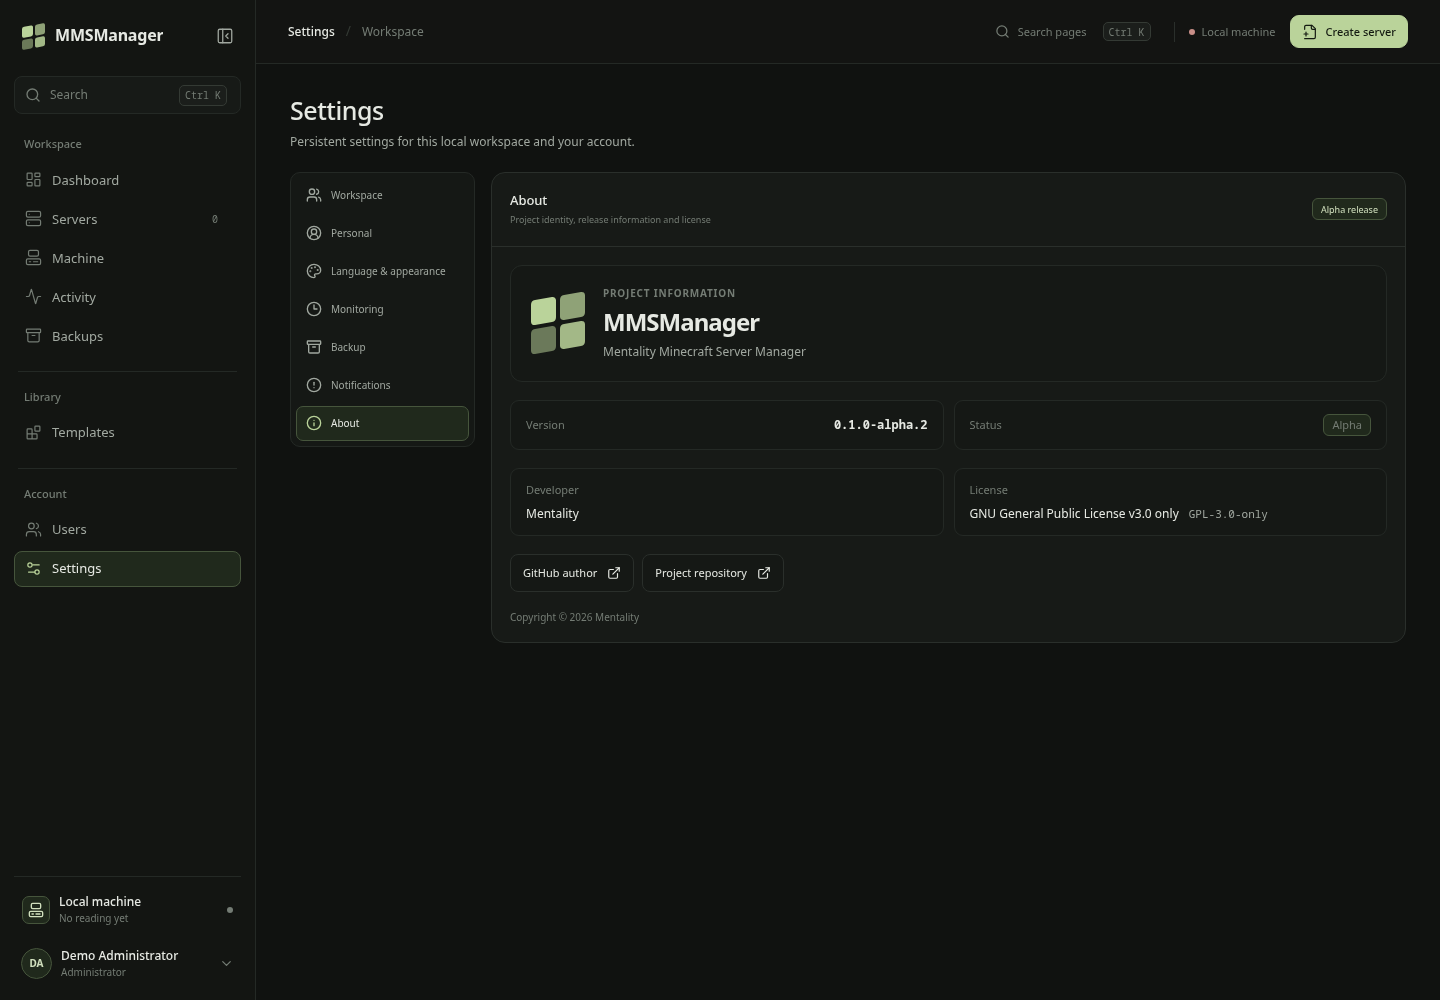 MMSManager
Search
Ctrl K
Workspace
Dashboard
Servers 0
Machine
Activity
Backups
Library
Templates
Account
Users
Settings
Local machine
No reading yet
DA
Demo Administrator
Administrator
Settings / Workspace
Search pages Ctrl K
Local machine
Create server
Settings
Persistent settings for this local workspace and your account.
Workspace
Personal
Language & appearance
Monitoring
Backup
Notifications
About
About
Project identity, release information and license
Alpha release
PROJECT INFORMATION
MMSManager
Mentality Minecraft Server Manager
Version 0.1.0-alpha.2
Status Alpha
Developer
Mentality
License
GNU General Public License v3.0 only GPL-3.0-only
GitHub author
Project repository
Copyright © 2026 Mentality